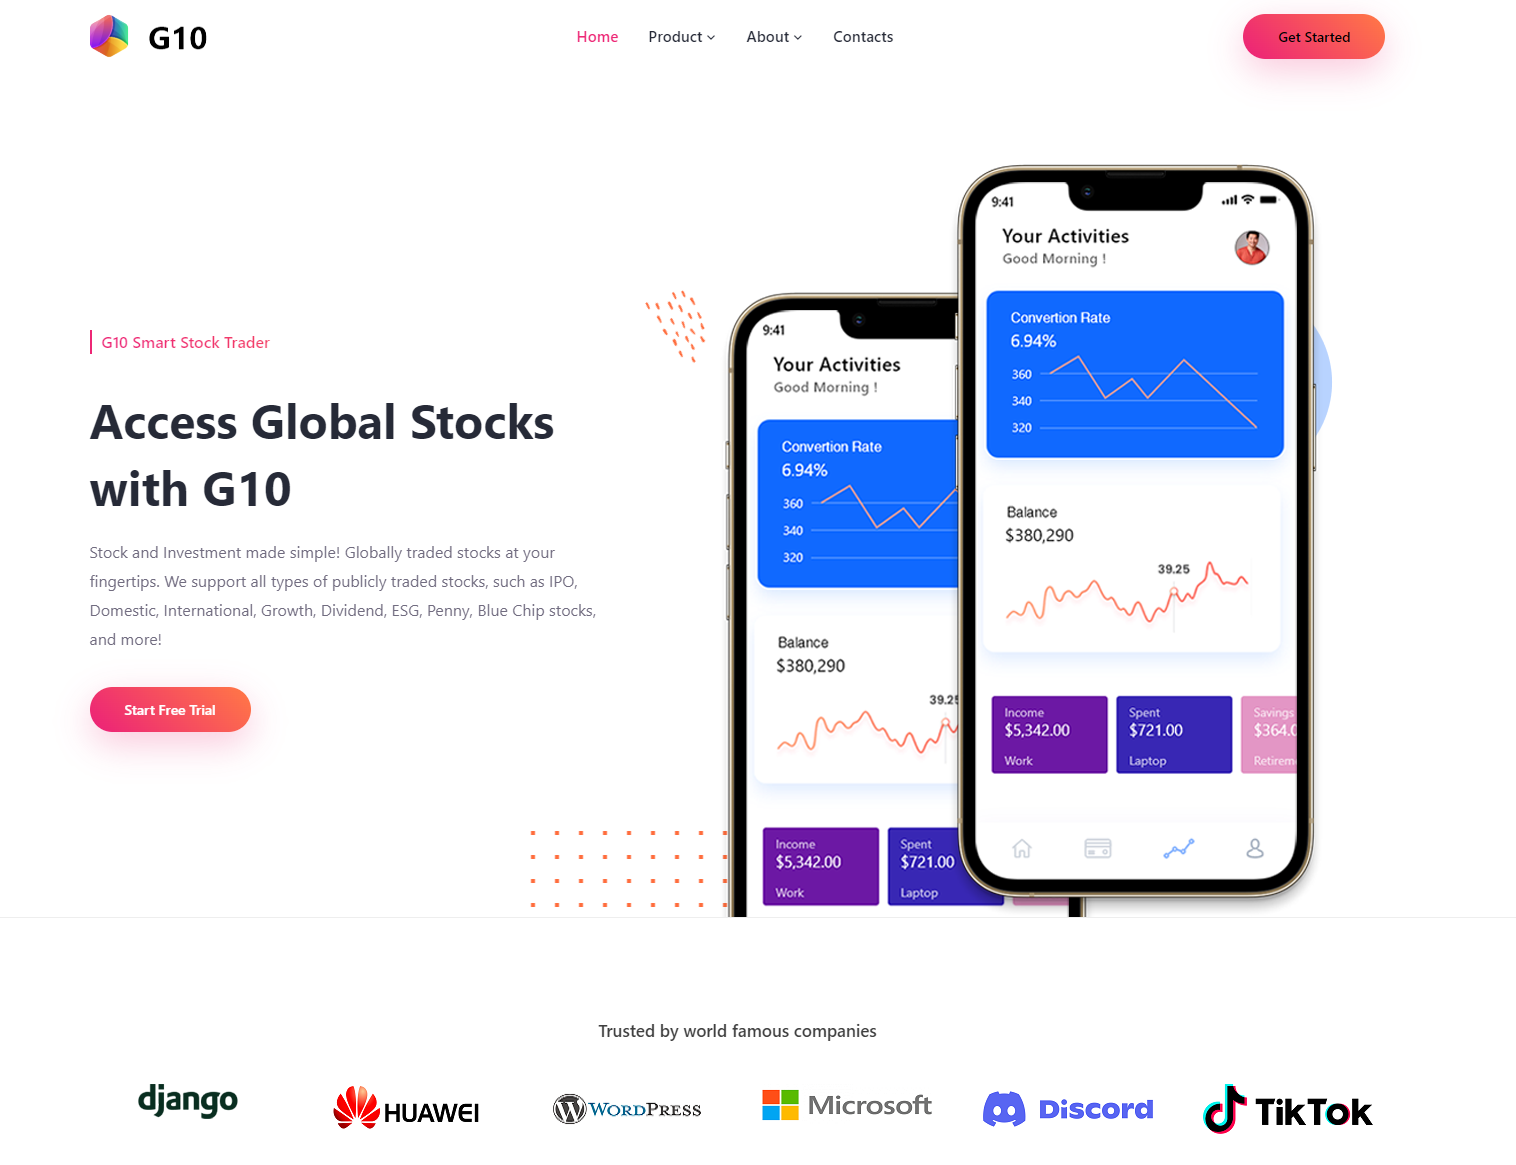 G10
Home Product About Contacts
Get Started
G10 Smart Stock Trader
Access Global Stocks
with G10
Stock and Investment made simple! Globally traded stocks at your
fingertips. We support all types of publicly traded stocks, such as IPO,
Domestic, International, Growth, Dividend, ESG, Penny, Blue Chip stocks,
and more!
Start Free Trial
9:41
Your Activities
Good Morning !
Convertion Rate
6.94%
360
340
320
Balance
$380,290
39.25
Income
$5,342.00
Work
Spent
$721.00
Laptop
9:41
Your Activities
Good Morning !
Convertion Rate
6.94%
360
340
320
Balance
$380,290
39.25
Income
$5,342.00
Work
Spent
$721.00
Laptop
Savings
$364.0
Retirem
Trusted by world famous companies
django
HUAWEI
WORDPRESS
Microsoft
Discord
TikTok